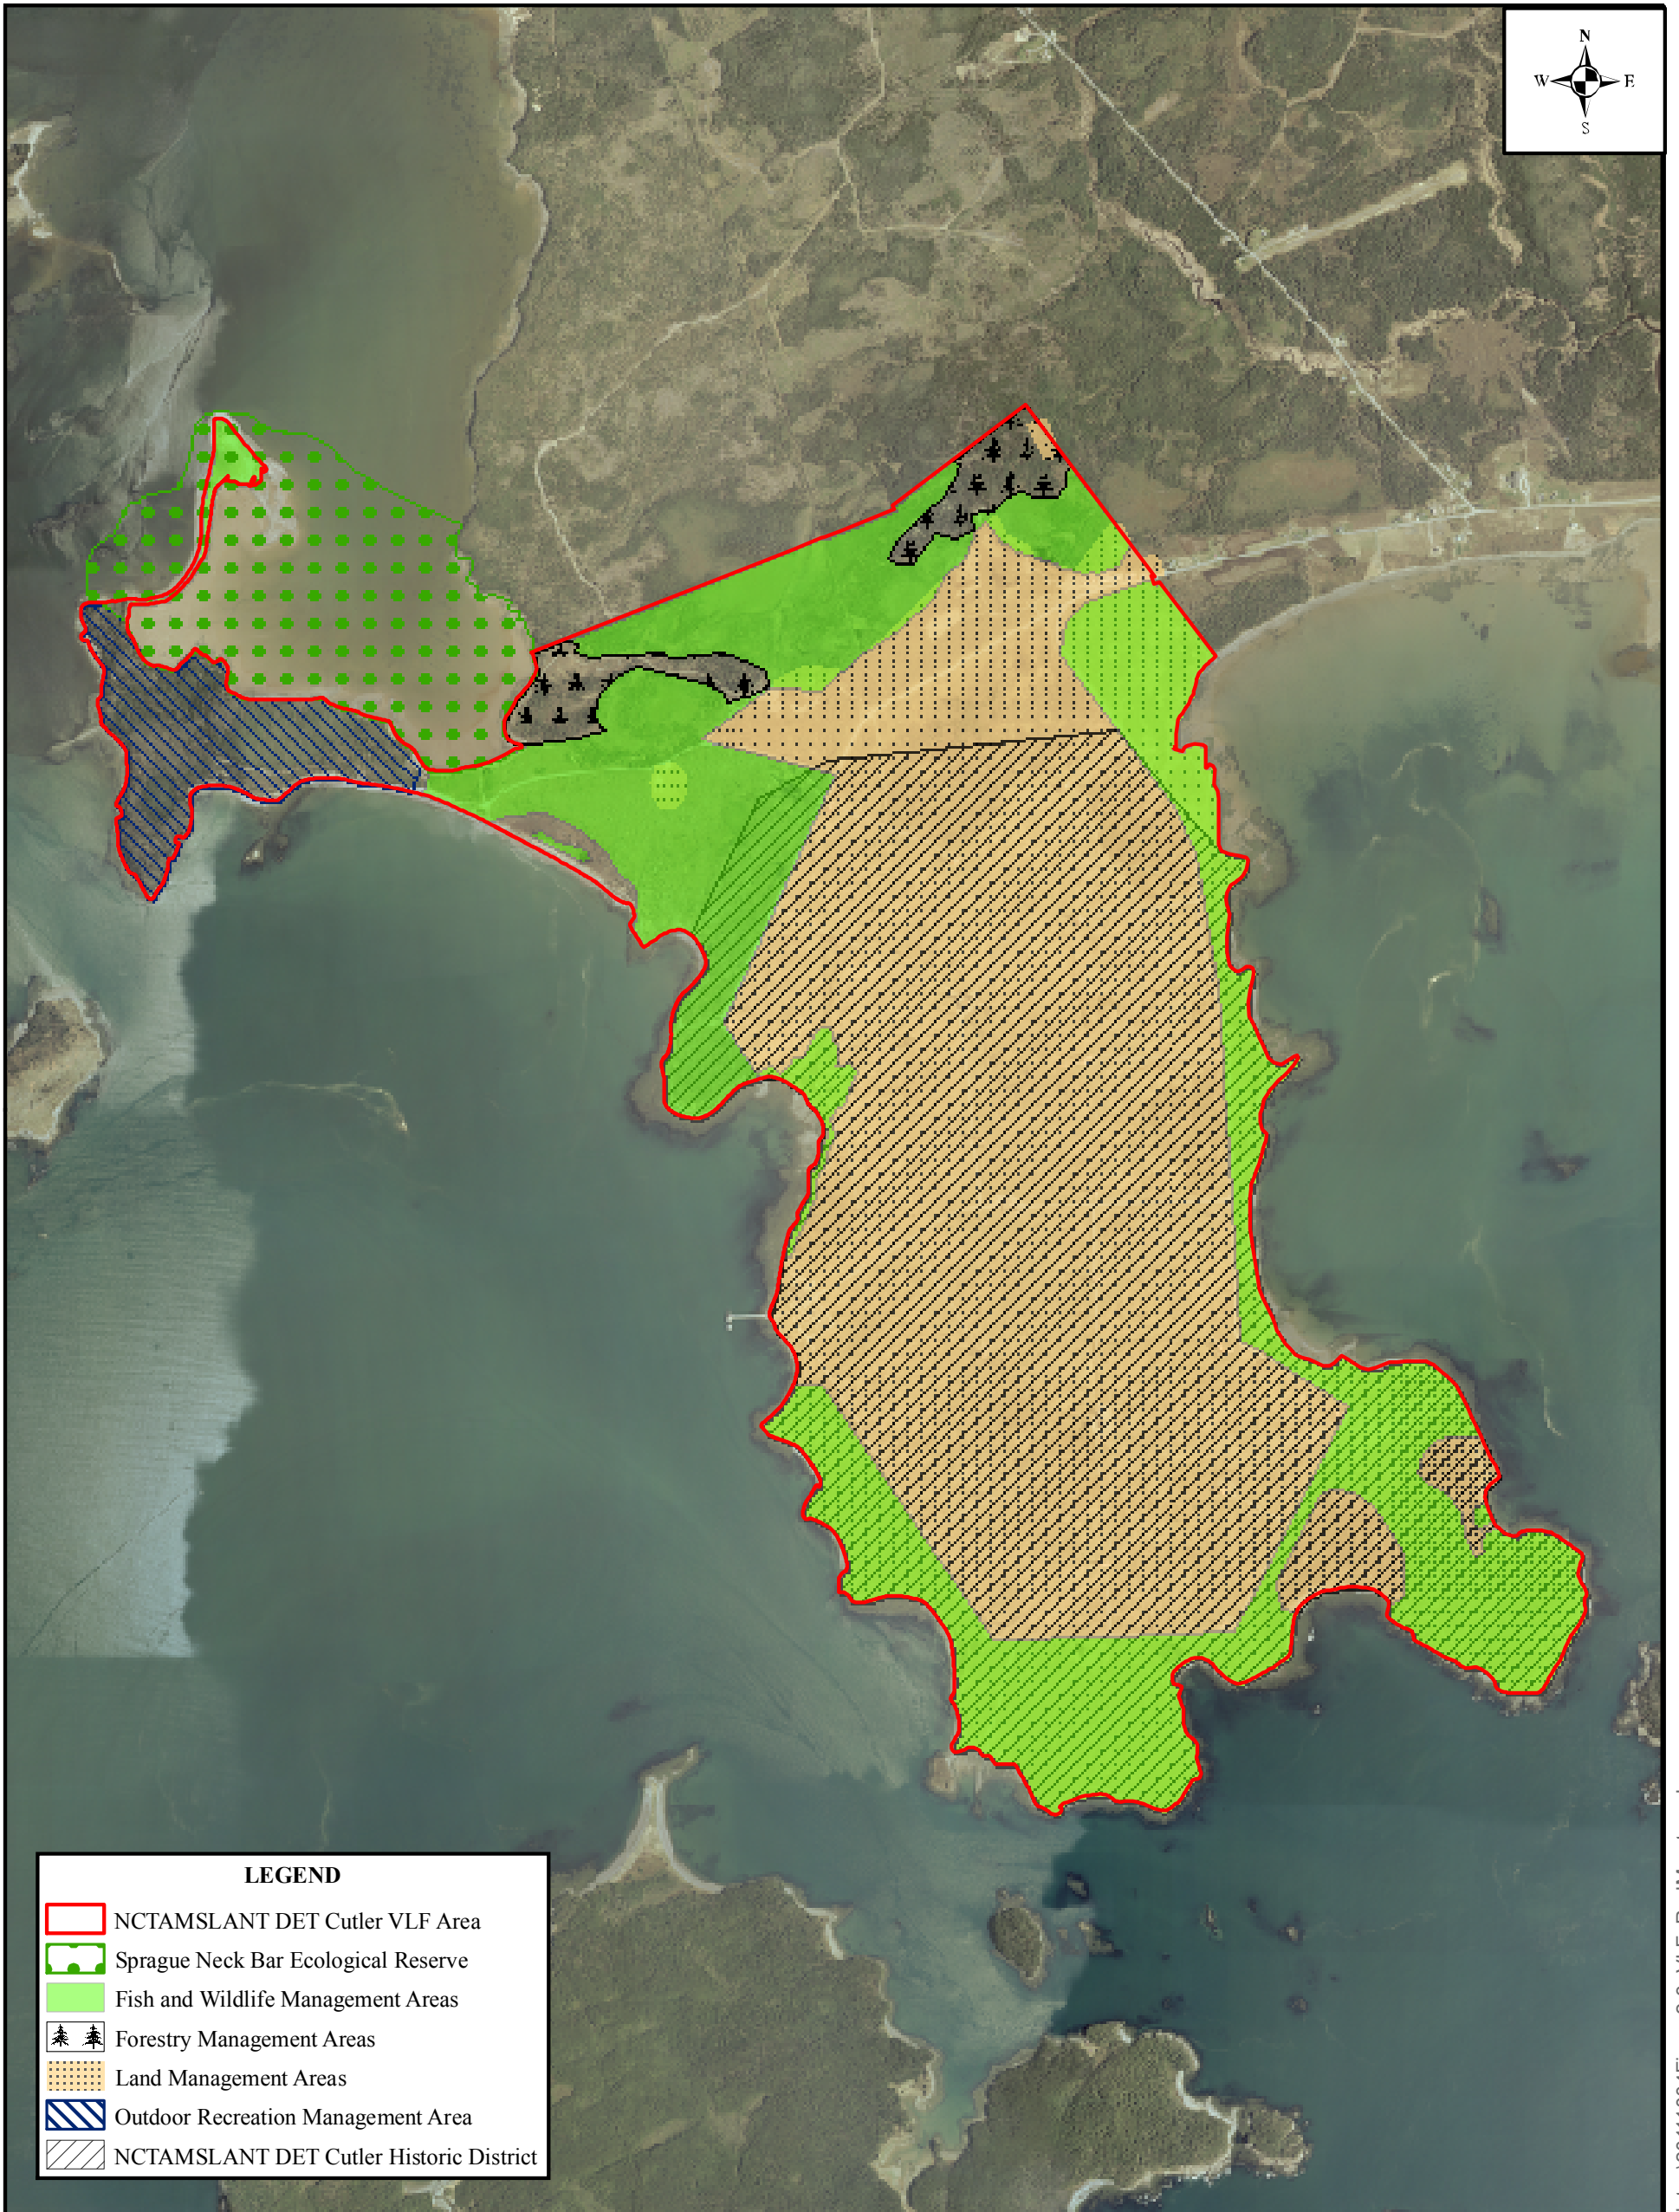 N
W E
S
LEGEND
NCTAMSLANT DET Cutler VLF Area
Sprague Neck Bar Ecological Reserve
Fish and Wildlife Management Areas
Forestry Management Areas
Land Management Areas
Outdoor Recreation Management Area
NCTAMSLANT DET Cutler Historic District